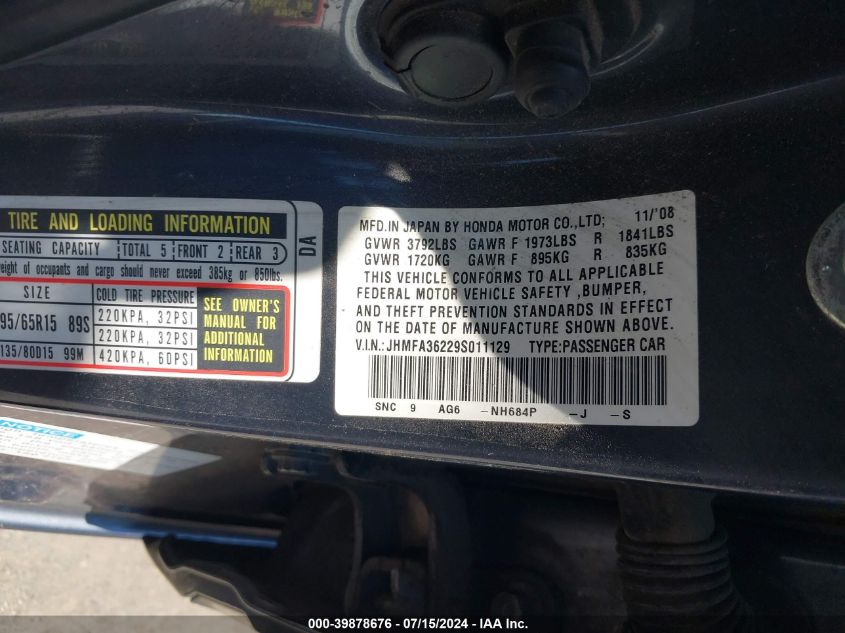 TIRE AND LOADING INFORMATION
SEATING CAPACITY TOTAL 5 FRONT 2 REAR 3
weight of occupants and cargo should never exceed 385kg or 850lbs.
SIZE COLD TIRE PRESSURE
95/65R15 89S 220KPA, 32PSI
220KPA, 32PSI
135/80D15 99M 420KPA, 60PSI
SEE OWNER'S
MANUAL FOR
ADDITIONAL
INFORMATION
DA
MFD.IN JAPAN BY HONDA MOTOR CO.,LTD; 11/'08
GVWR 3792LBS GAWR F 1973LBS R 1841LBS
GVWR 1720KG GAWR F 895KG R 835KG
THIS VEHICLE CONFORMS TO ALL APPLICABLE
FEDERAL MOTOR VEHICLE SAFETY ,BUMPER,
AND THEFT PREVENTION STANDARDS IN EFFECT
ON THE DATE OF MANUFACTURE SHOWN ABOVE.
V.I.N.: JHMFA36229S011129 TYPE:PASSENGER CAR
SNC 9 AG6 -NH684P -J -S
NOTICE
000-39878676 - 07/15/2024 - IAA Inc.